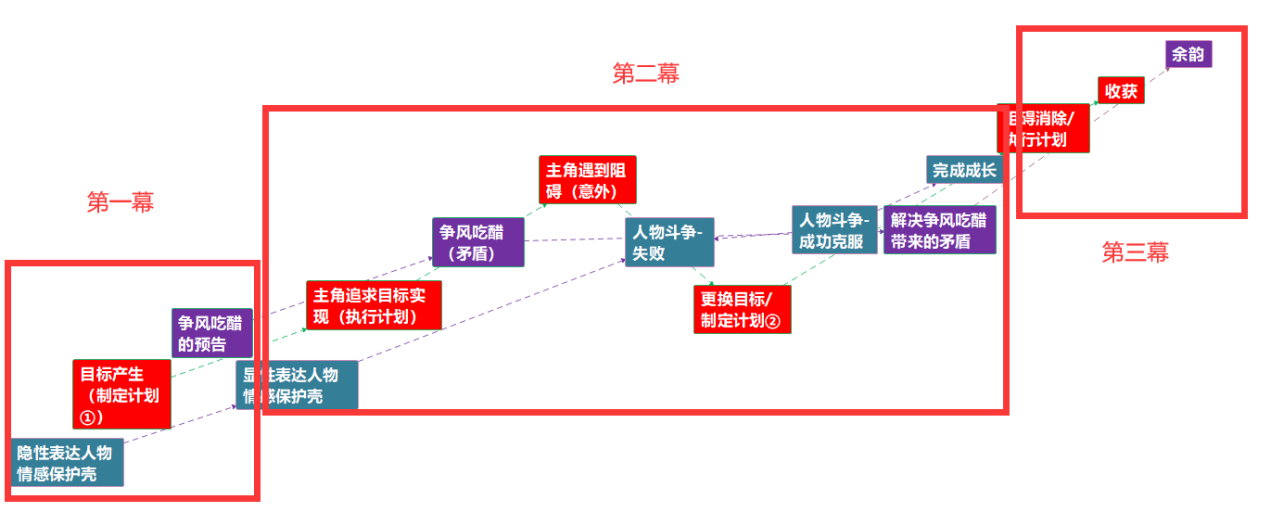 第一幕
第二幕
第三幕
隐性表达人物
情感保护壳
目标产生
（制定计划
①）
争风吃醋
的预告
显性表达人物
情感保护壳
主角追求目标实
现（执行计划）
争风吃醋
（矛盾）
主角遇到阻
碍（意外）
人物斗争-
失败
更换目标/
制定计划②
人物斗争-
成功克服
解决争风吃醋
带来的矛盾
完成成长
阻碍消除/
执行计划
收获
余韵